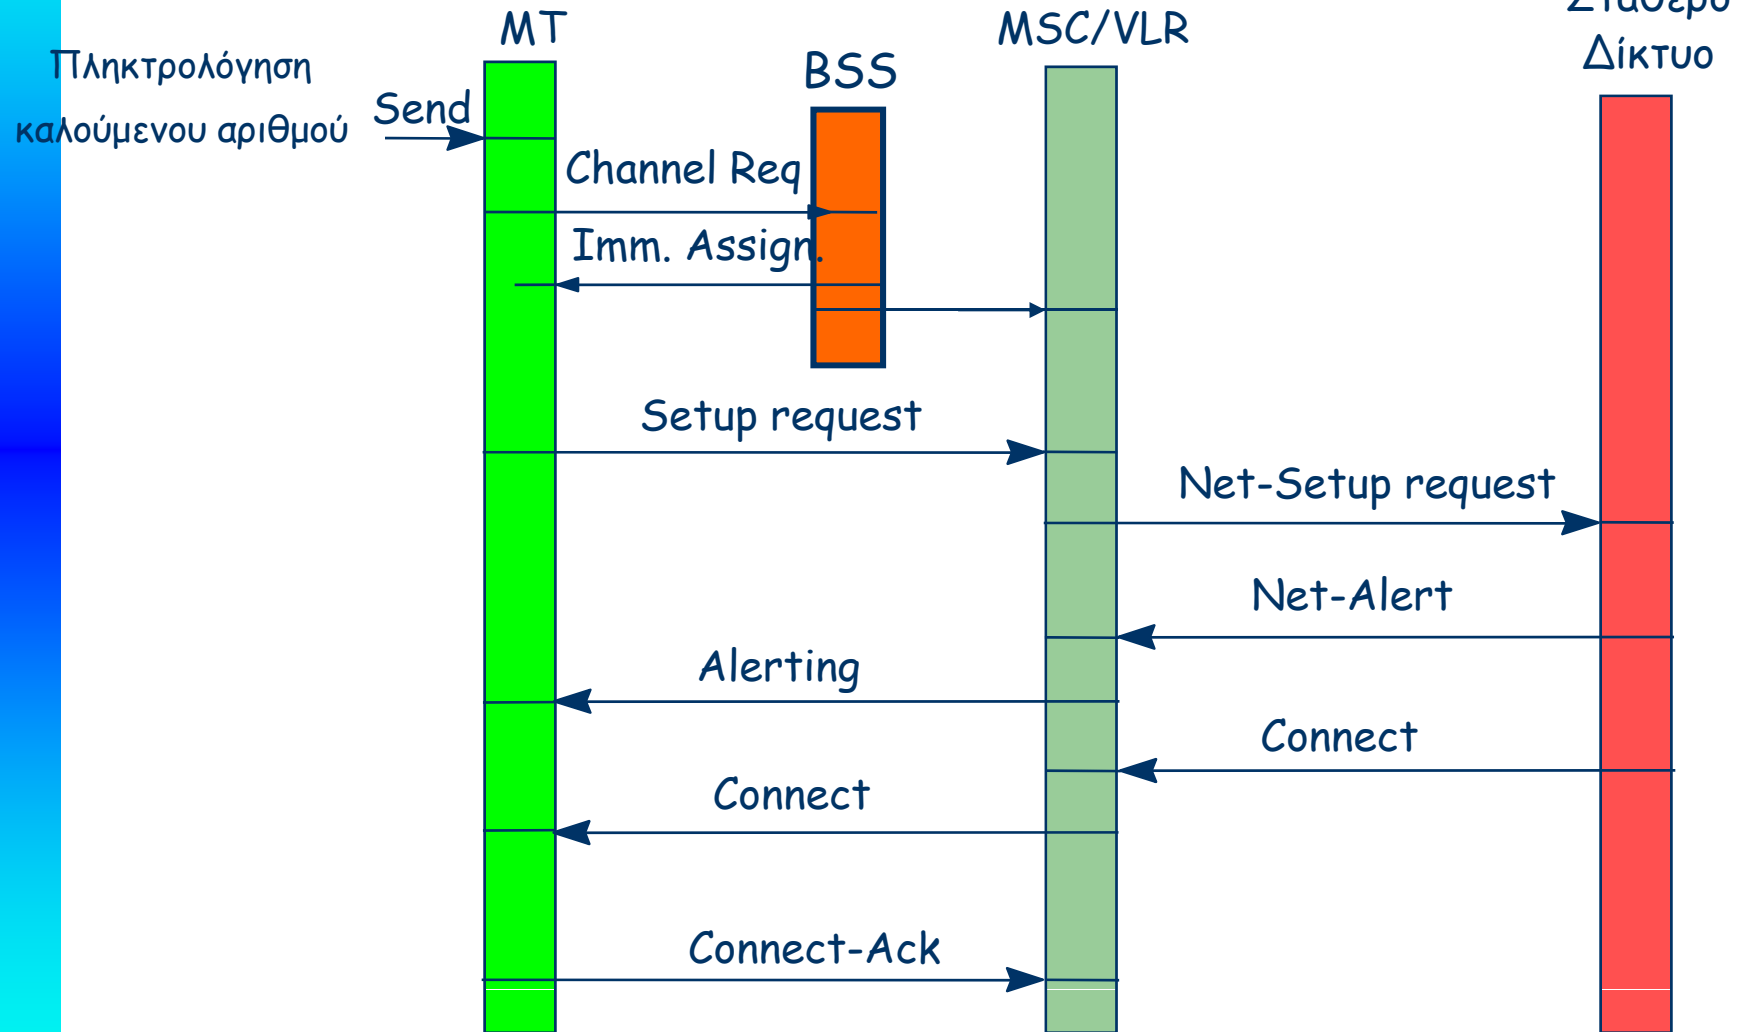 MT
MSC/VLR
Σταθερό
Δίκτυο
BSS
Πληκτρολόγηση
καλούμενου αριθμού
Send
Channel Req
Imm. Assign.
Setup request
Net-Setup request
Net-Alert
Alerting
Connect
Connect
Connect-Ack